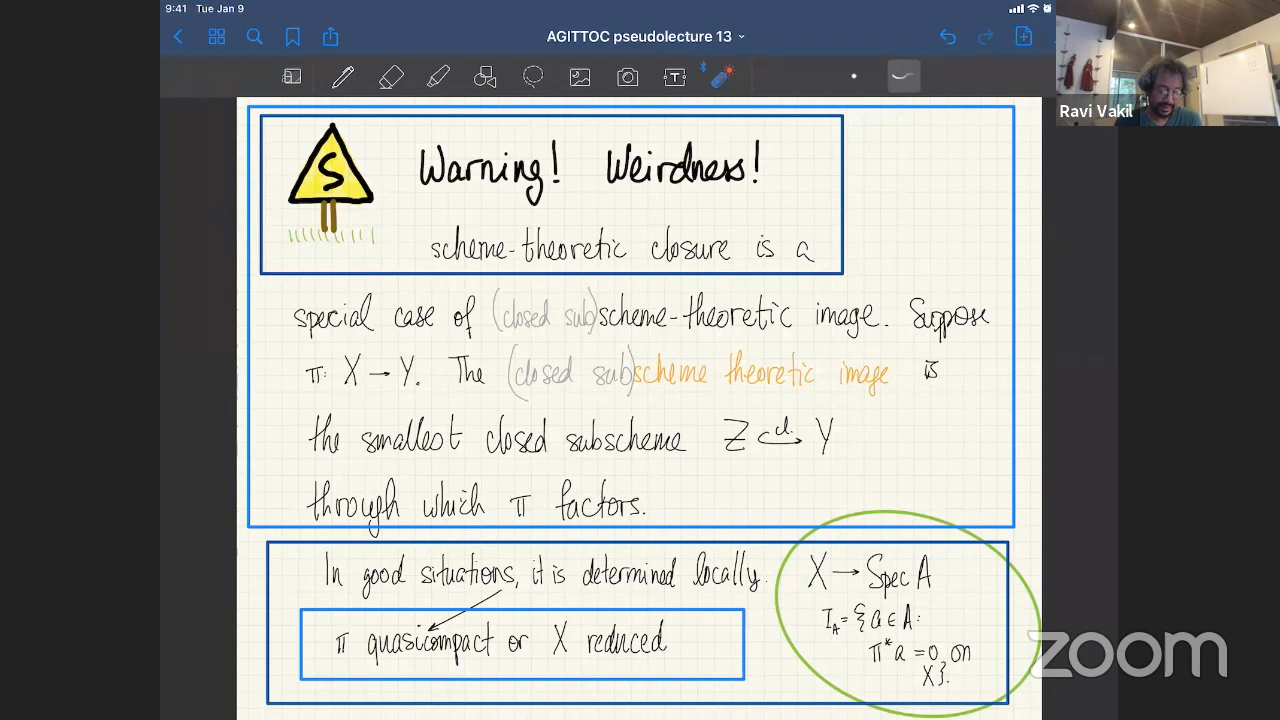 9:41 Tue Jan 9
AGITTOC pseudolecture 13
Ravi Vakil
S
Warning! Weirdness!
scheme-theoretic closure is a
special case of (closed sub)scheme-theoretic image. Suppose
π: X → Y. The (closed sub)scheme theoretic image is
the smallest closed subscheme Z cl.↪ Y
through which π factors.
In good situations, it is determined locally.
π quasicompact or X reduced
X → Spec A
I_A = {a ∈ A:
π* a = 0 on
X}.
zoom